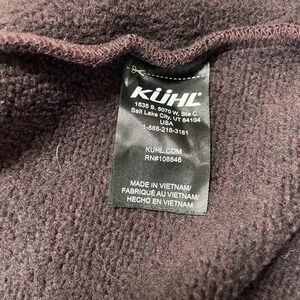 KÜHL
1635 S. 5070 W. Ste C.
Salt Lake City, UT 84104
USA
1-888-218-3181
KUHL.COM
RN#108846
MADE IN VIETNAM/
FABRIQUÉ AU VIETNAM/
HECHO EN VIETNAM